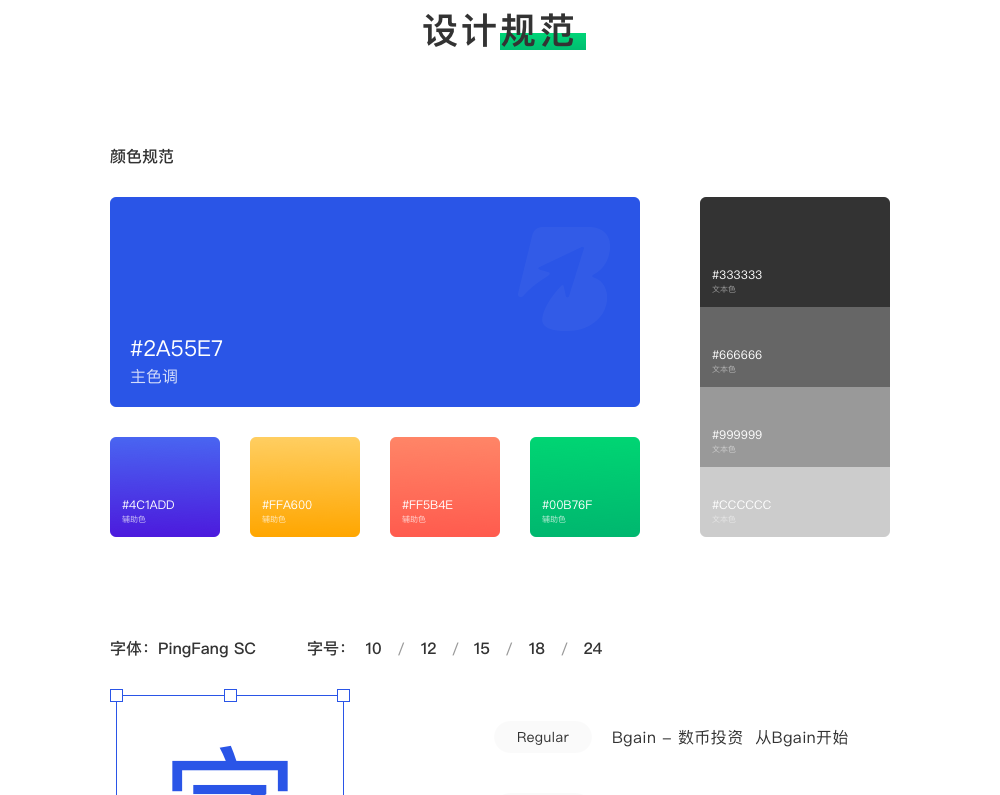 设计规范
颜色规范
#2A55E7
主色调
#4C1ADD
辅助色
#FFA600
辅助色
#FF5B4E
辅助色
#00B76F
辅助色
#333333
文本色
#666666
文本色
#999999
文本色
#CCCCCC
文本色
字体：PingFang SC 字号： 10 / 12 / 15 / 18 / 24
Regular Bgain – 数币投资 从Bgain开始